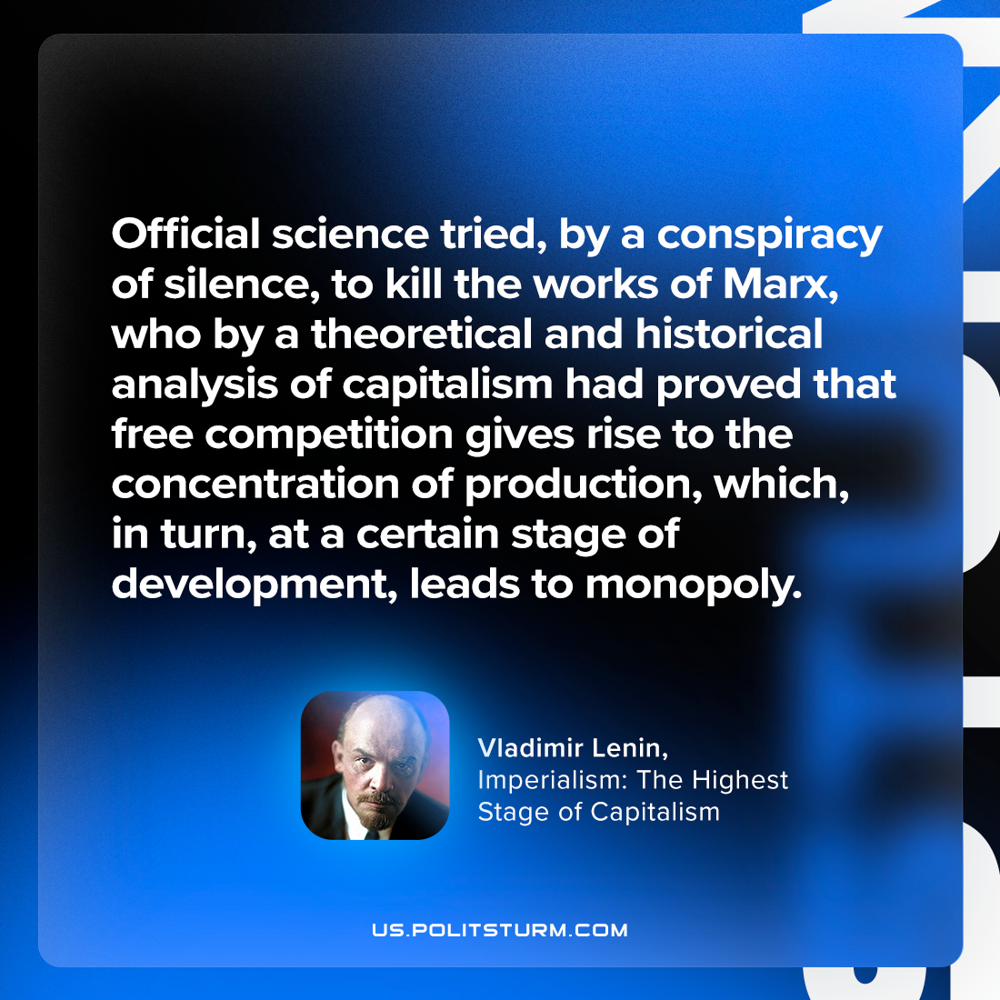 Official science tried, by a conspiracy
of silence, to kill the works of Marx,
who by a theoretical and historical
analysis of capitalism had proved that
free competition gives rise to the
concentration of production, which,
in turn, at a certain stage of
development, leads to monopoly.
Vladimir Lenin,
Imperialism: The Highest
Stage of Capitalism
US.POLITSTURM.COM